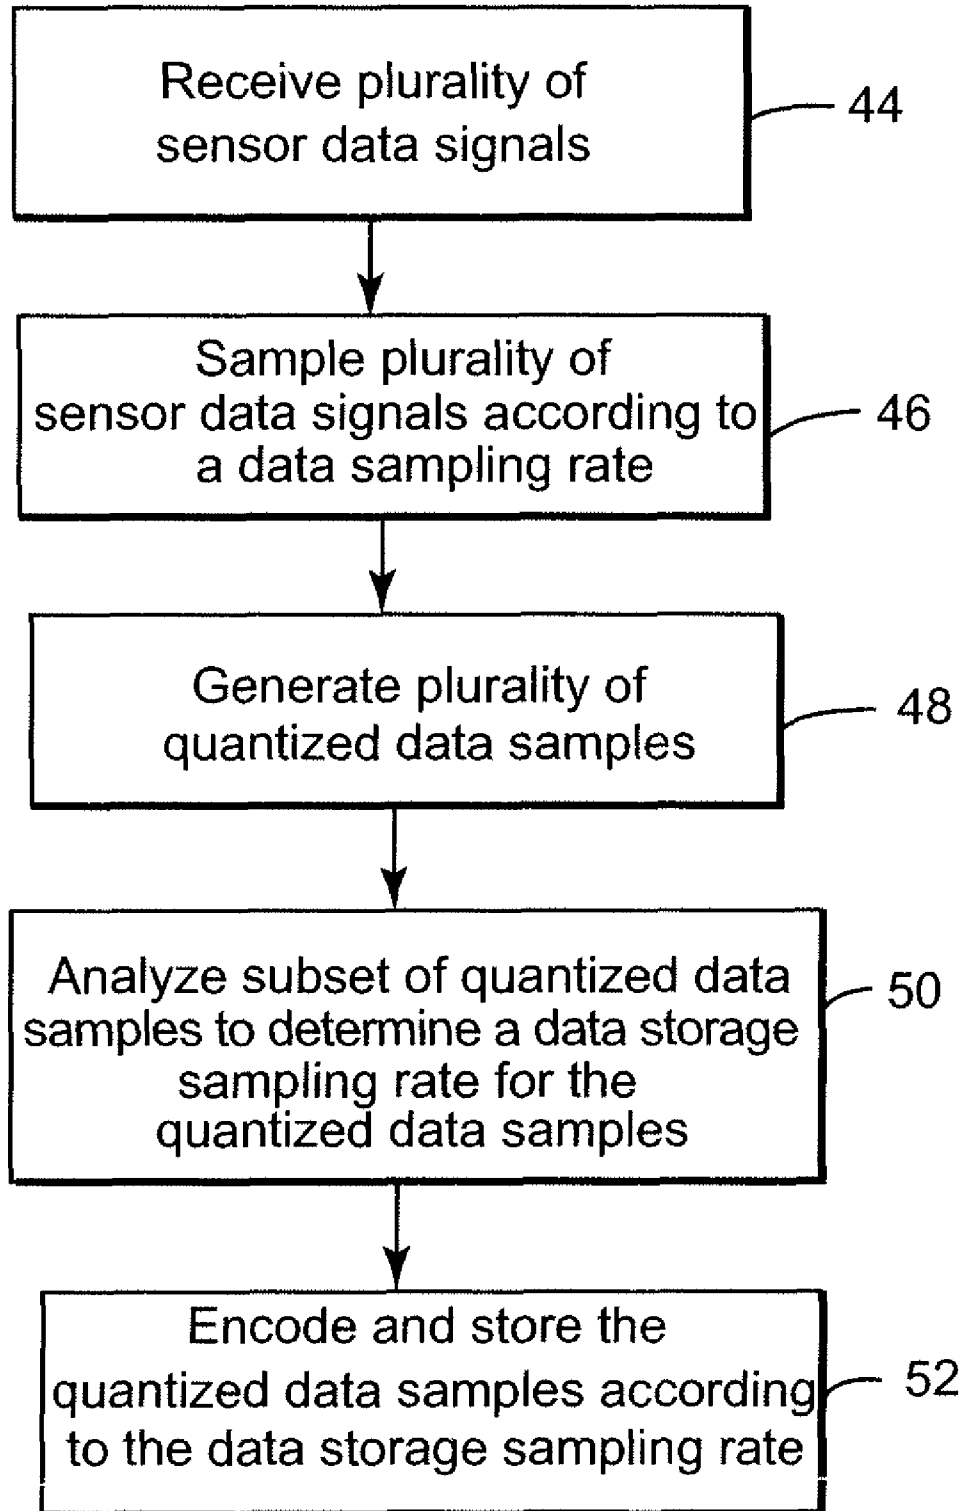 Receive plurality of
sensor data signals
44
Sample plurality of
sensor data signals according to
a data sampling rate
46
Generate plurality of
quantized data samples
48
Analyze subset of quantized data
samples to determine a data storage
sampling rate for the
quantized data samples
50
Encode and store the
quantized data samples according
to the data storage sampling rate
52